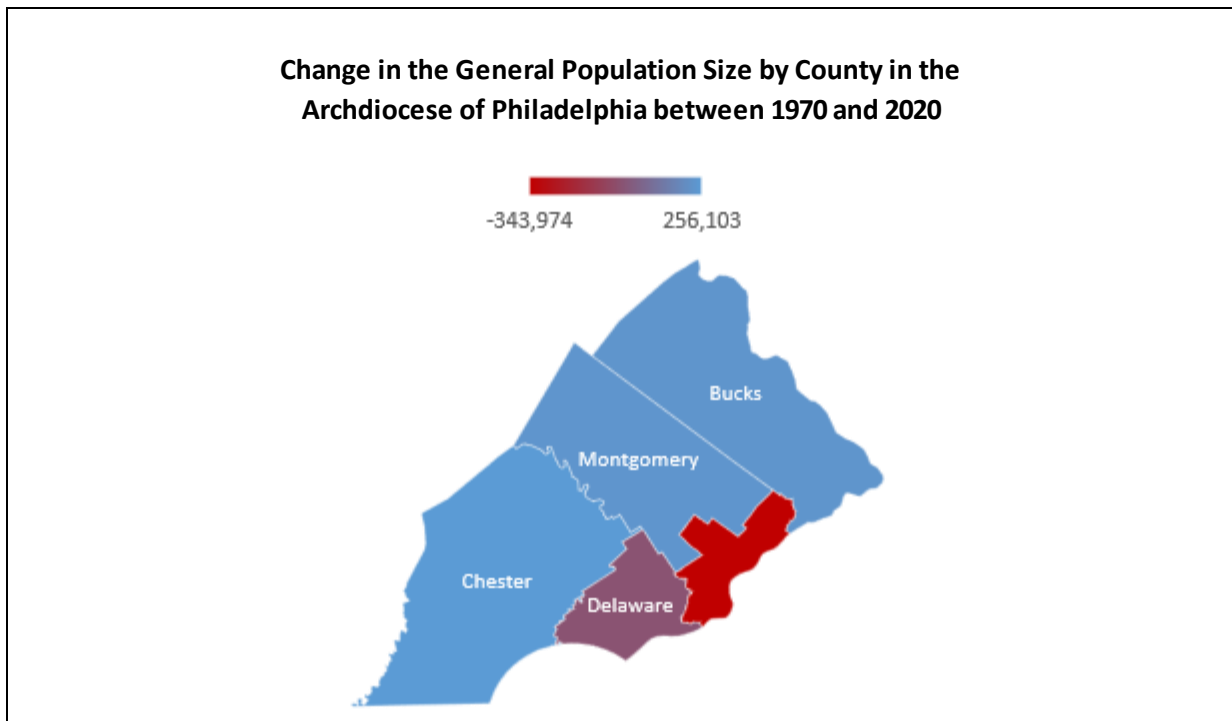 Change in the General Population Size by County in the
Archdiocese of Philadelphia between 1970 and 2020
-343,974 256,103
Bucks
Montgomery
Chester
Delaware